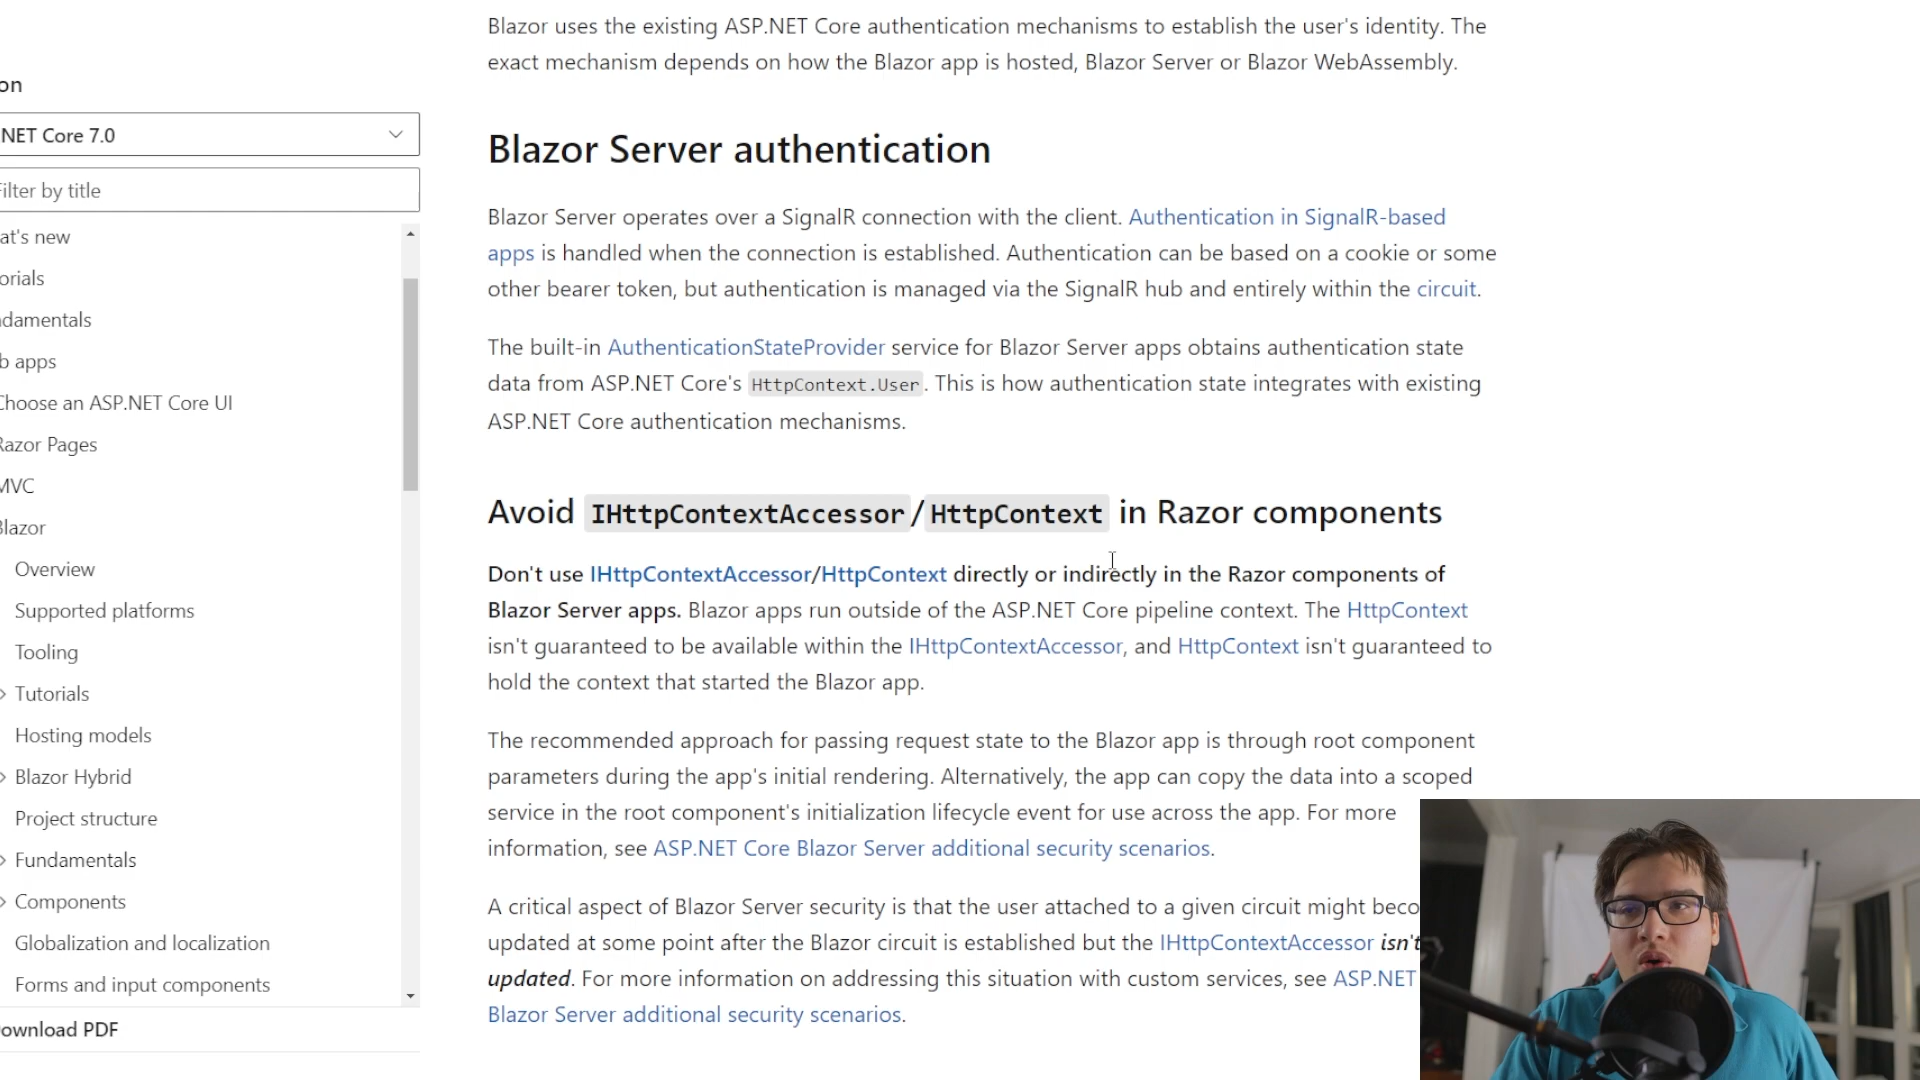 on
NET Core 7.0
Filter by title
at's new
orials
damentals
b apps
Choose an ASP.NET Core UI
Razor Pages
MVC
Blazor
Overview
Supported platforms
Tooling
Tutorials
Hosting models
Blazor Hybrid
Project structure
Fundamentals
Components
Globalization and localization
Forms and input components
ownload PDF
Blazor uses the existing ASP.NET Core authentication mechanisms to establish the user's identity. The
exact mechanism depends on how the Blazor app is hosted, Blazor Server or Blazor WebAssembly.
Blazor Server authentication
Blazor Server operates over a SignalR connection with the client. Authentication in SignalR-based
apps is handled when the connection is established. Authentication can be based on a cookie or some
other bearer token, but authentication is managed via the SignalR hub and entirely within the circuit.
The built-in AuthenticationStateProvider service for Blazor Server apps obtains authentication state
data from ASP.NET Core's HttpContext.User. This is how authentication state integrates with existing
ASP.NET Core authentication mechanisms.
Avoid IHttpContextAccessor/HttpContext in Razor components
Don't use IHttpContextAccessor/HttpContext directly or indirectly in the Razor components of
Blazor Server apps. Blazor apps run outside of the ASP.NET Core pipeline context. The HttpContext
isn't guaranteed to be available within the IHttpContextAccessor, and HttpContext isn't guaranteed to
hold the context that started the Blazor app.
The recommended approach for passing request state to the Blazor app is through root component
parameters during the app's initial rendering. Alternatively, the app can copy the data into a scoped
service in the root component's initialization lifecycle event for use across the app. For more
information, see ASP.NET Core Blazor Server additional security scenarios.
A critical aspect of Blazor Server security is that the user attached to a given circuit might beco
updated at some point after the Blazor circuit is established but the IHttpContextAccessor isn't
updated. For more information on addressing this situation with custom services, see ASP.NET
Blazor Server additional security scenarios.